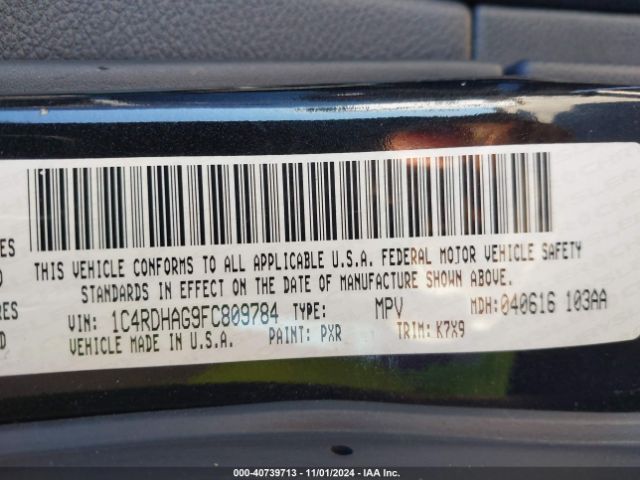 THIS VEHICLE CONFORMS TO ALL APPLICABLE U.S.A. FEDERAL MOTOR VEHICLE SAFETY
STANDARDS IN EFFECT ON THE DATE OF MANUFACTURE SHOWN ABOVE.
VIN: 1C4RDHAG9FC809784 TYPE: MPV MDH: 040616 103AA
VEHICLE MADE IN U.S.A. PAINT: PXR TRIM: K7X9
000-40739713 - 11/01/2024 - IAA Inc.